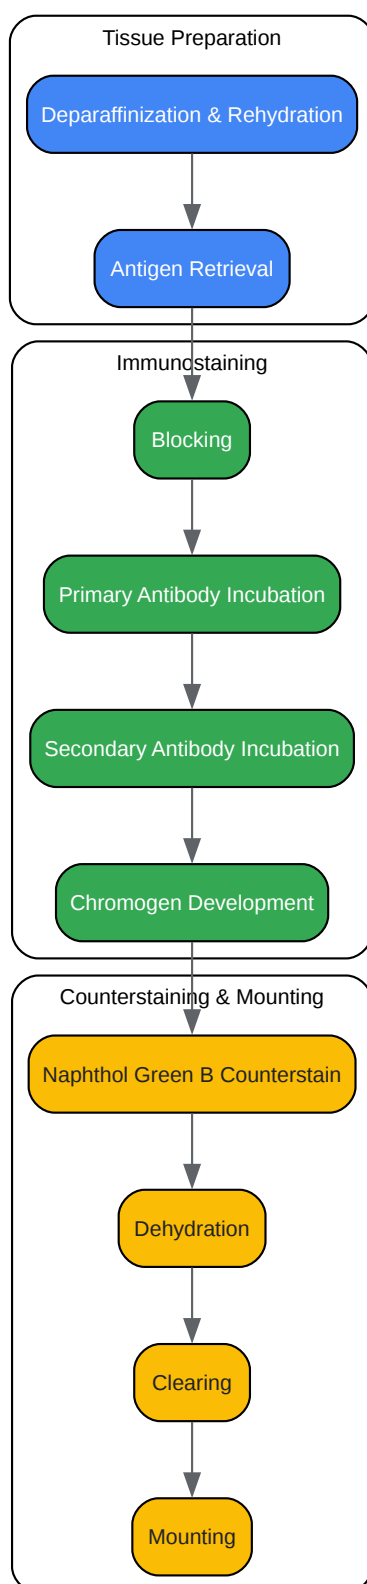 Tissue Preparation
Deparaffinization & Rehydration
Antigen Retrieval
Immunostaining
Blocking
Primary Antibody Incubation
Secondary Antibody Incubation
Chromogen Development
Counterstaining & Mounting
Naphthol Green B Counterstain
Dehydration
Clearing
Mounting